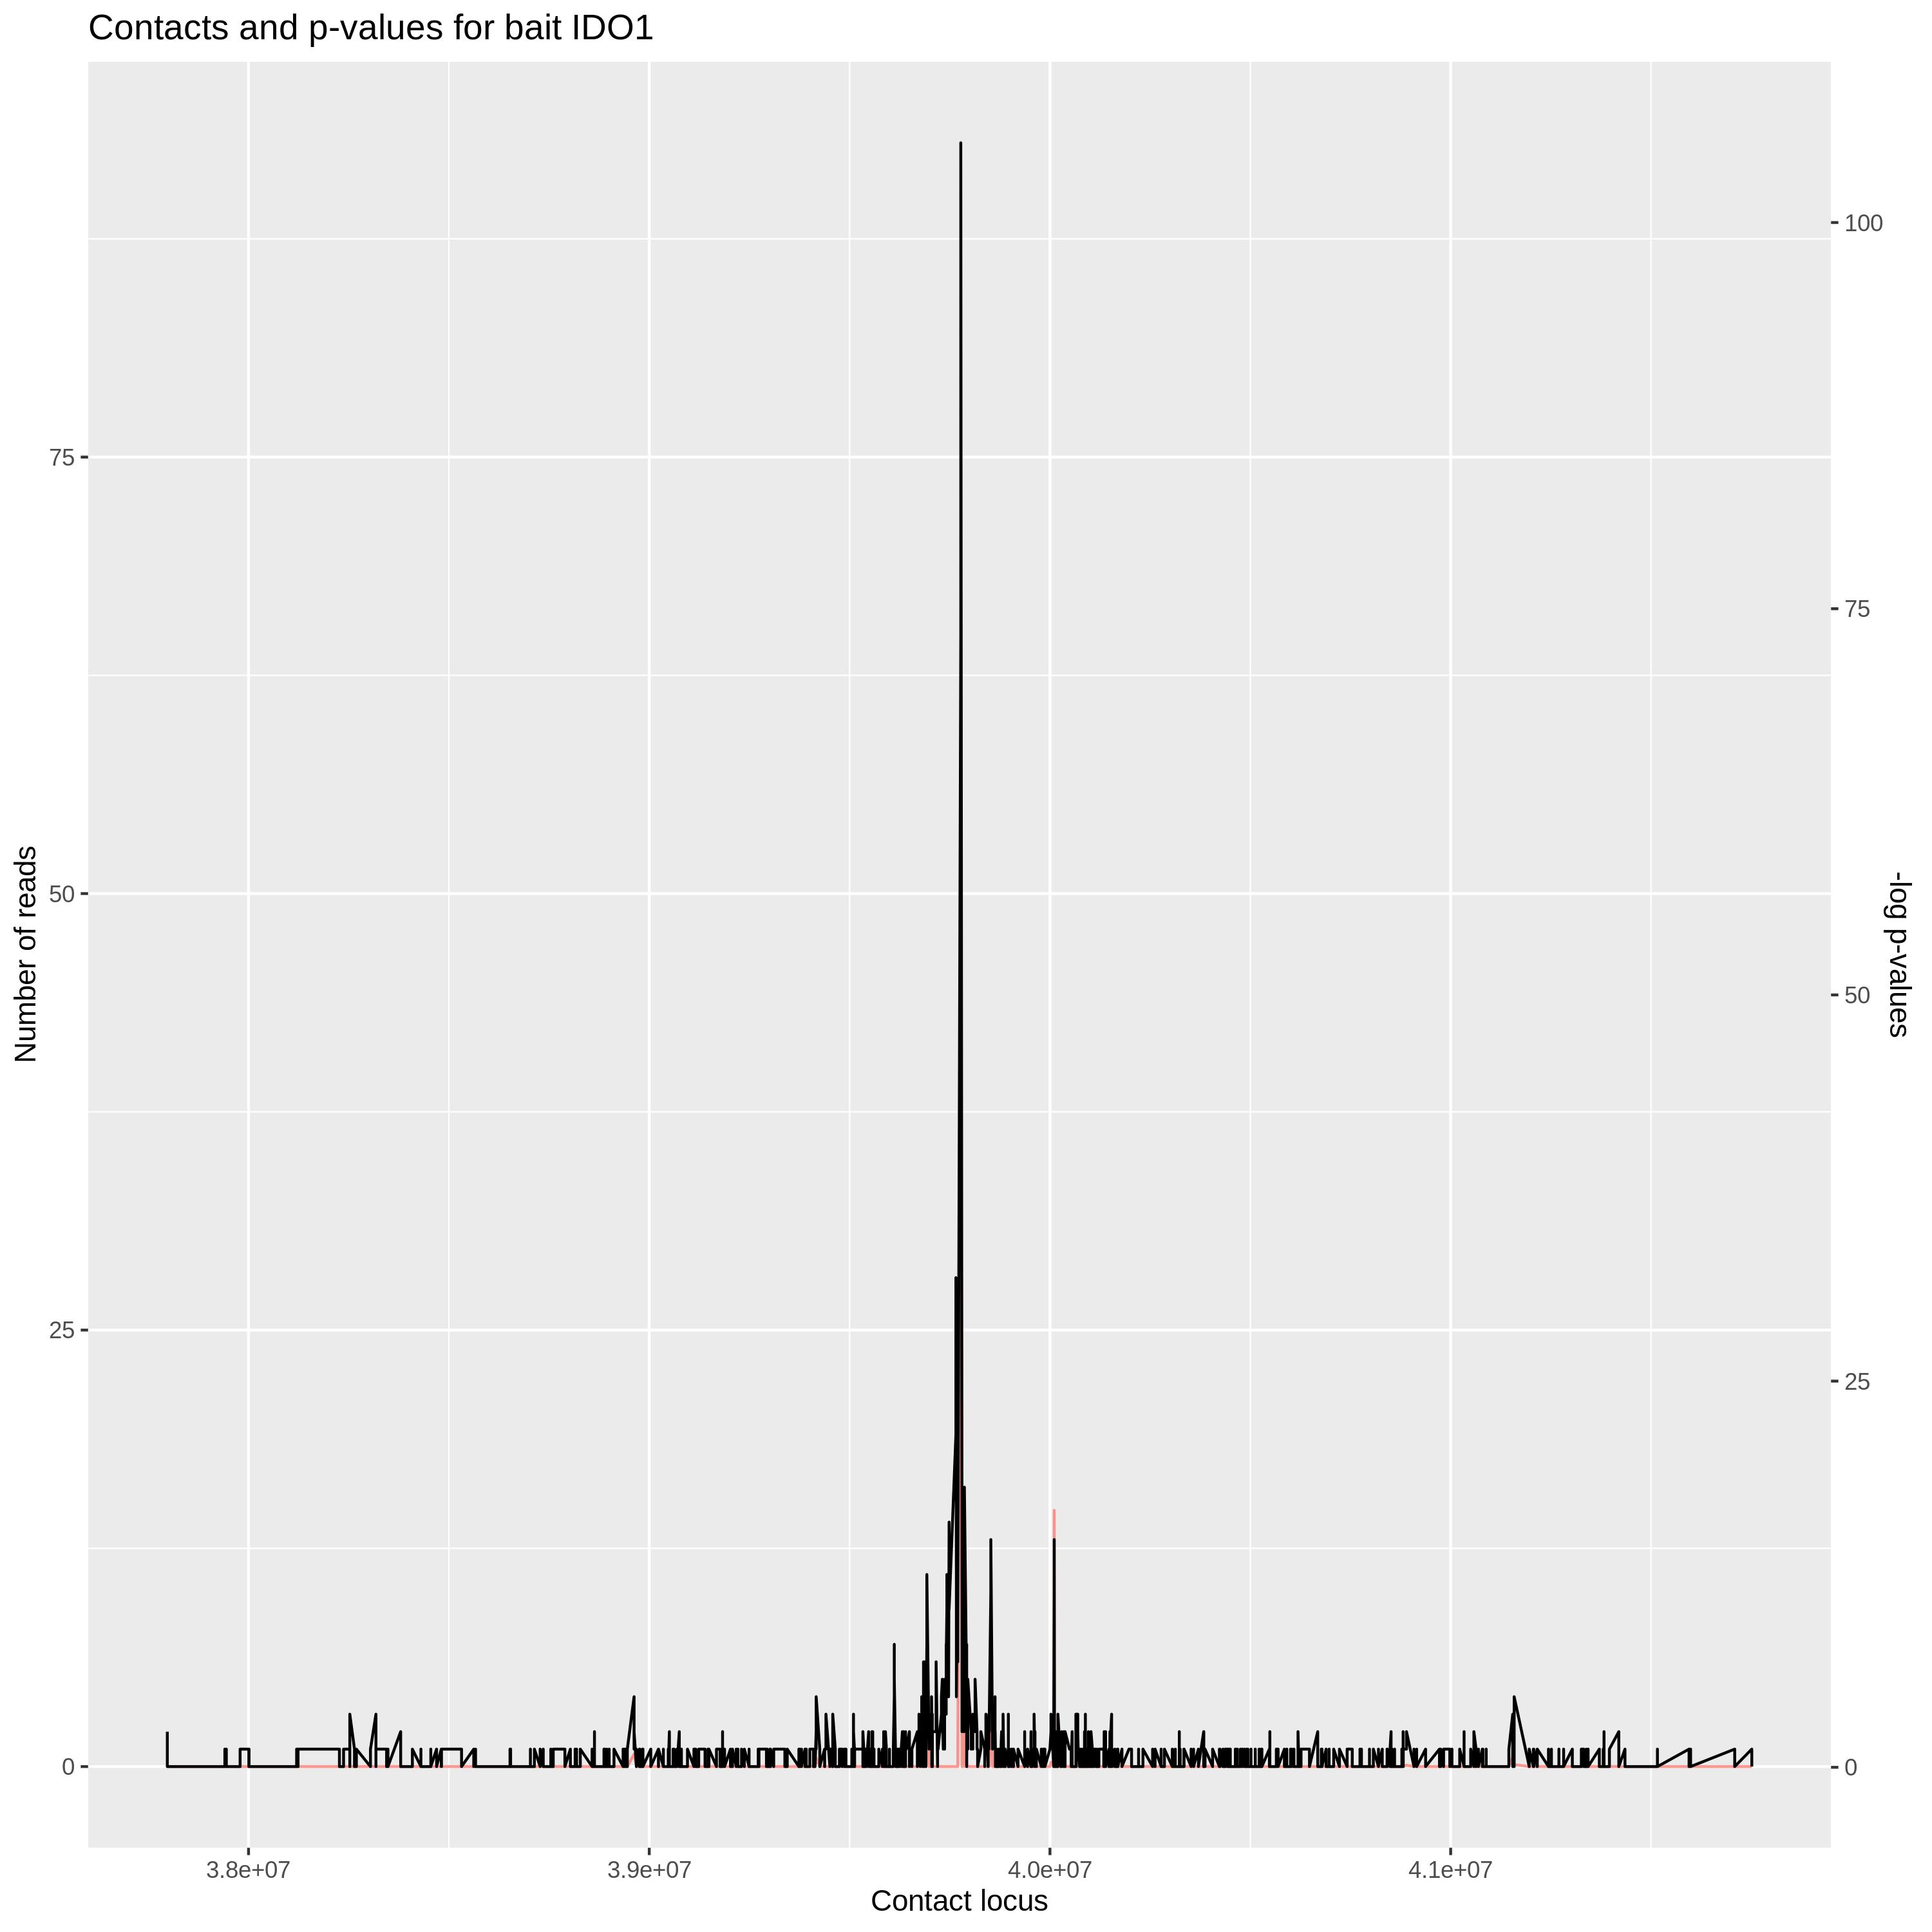 Contacts and p-values for bait IDO1
Number of reads
75
50
25
0
100
75
50
25
0
-log p-values
3.8e+07
3.9e+07
4.0e+07
4.1e+07
Contact locus